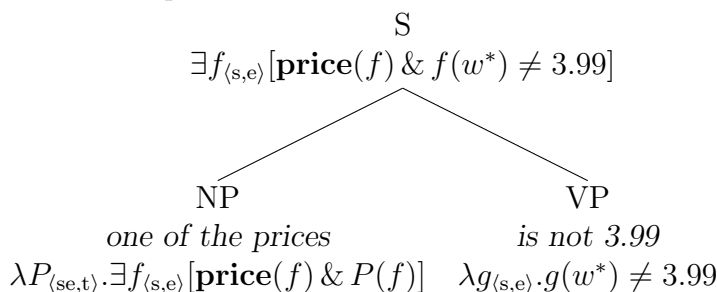 S
∃f⟨s,e⟩[price(f) & f(w*) ≠ 3.99]
NP VP
one of the prices is not 3.99
λP⟨se,t⟩.∃f⟨s,e⟩[price(f) & P(f)] λg⟨s,e⟩.g(w*) ≠ 3.99